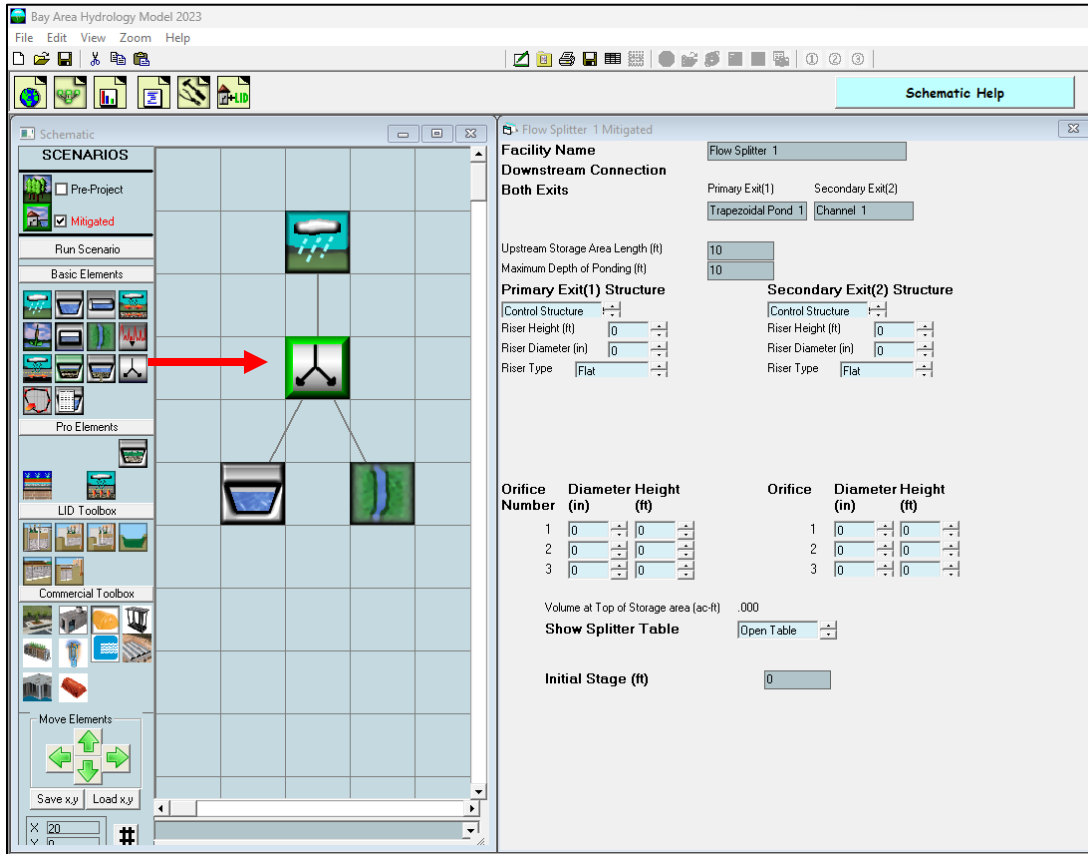 Bay Area Hydrology Model 2023
File Edit View Zoom Help
Schematic Help
Schematic
SCENARIOS
Pre-Project
Mitigated
Run Scenario
Basic Elements
Pro Elements
LID Toolbox
Commercial Toolbox
Move Elements
Save x,y Load x,y
X 20
Y 0
#
Flow Splitter 1 Mitigated
Facility Name Flow Splitter 1
Downstream Connection
Both Exits Primary Exit(1) Secondary Exit(2)
Trapezoidal Pond 1 Channel 1
Upstream Storage Area Length (ft) 10
Maximum Depth of Ponding (ft) 10
Primary Exit(1) Structure Secondary Exit(2) Structure
Control Structure Control Structure
Riser Height (ft) 0 Riser Height (ft) 0
Riser Diameter (in) 0 Riser Diameter (in) 0
Riser Type Flat Riser Type Flat
Orifice Diameter Height Orifice Diameter Height
Number (in) (ft) (in) (ft)
1 0 0 1 0 0
2 0 0 2 0 0
3 0 0 3 0 0
Volume at Top of Storage area (ac-ft) .000
Show Splitter Table Open Table
Initial Stage (ft) 0